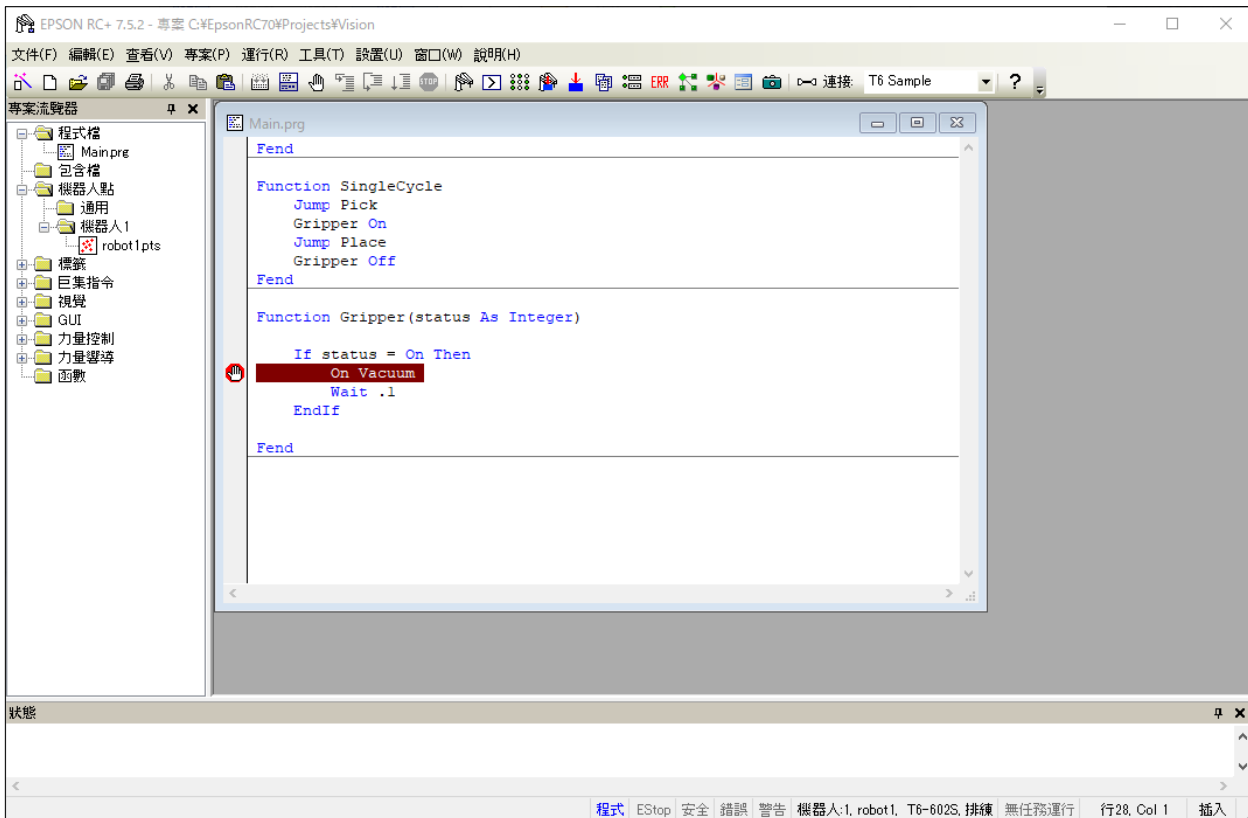 EPSON RC+ 7.5.2 - 專案 C:¥EpsonRC70¥Projects¥Vision
文件(F) 編輯(E) 查看(V) 專案(P) 運行(R) 工具(T) 設置(U) 窗口(W) 說明(H)
STOP ERR 連接: T6 Sample ?
專案流覽器
程式檔
Main.prg
包含檔
機器人點
通用
機器人1
robot1.pts
標籤
巨集指令
視覺
GUI
力量控制
力量嚮導
函數
Main.prg
Fend
Function SingleCycle
Jump Pick
Gripper On
Jump Place
Gripper Off
Fend
Function Gripper(status As Integer)
If status = On Then
On Vacuum
Wait .1
EndIf
Fend
狀態
程式 EStop 安全 錯誤 警告 機器人:1, robot1, T6-602S, 排練 無任務運行 行28, Col 1 插入